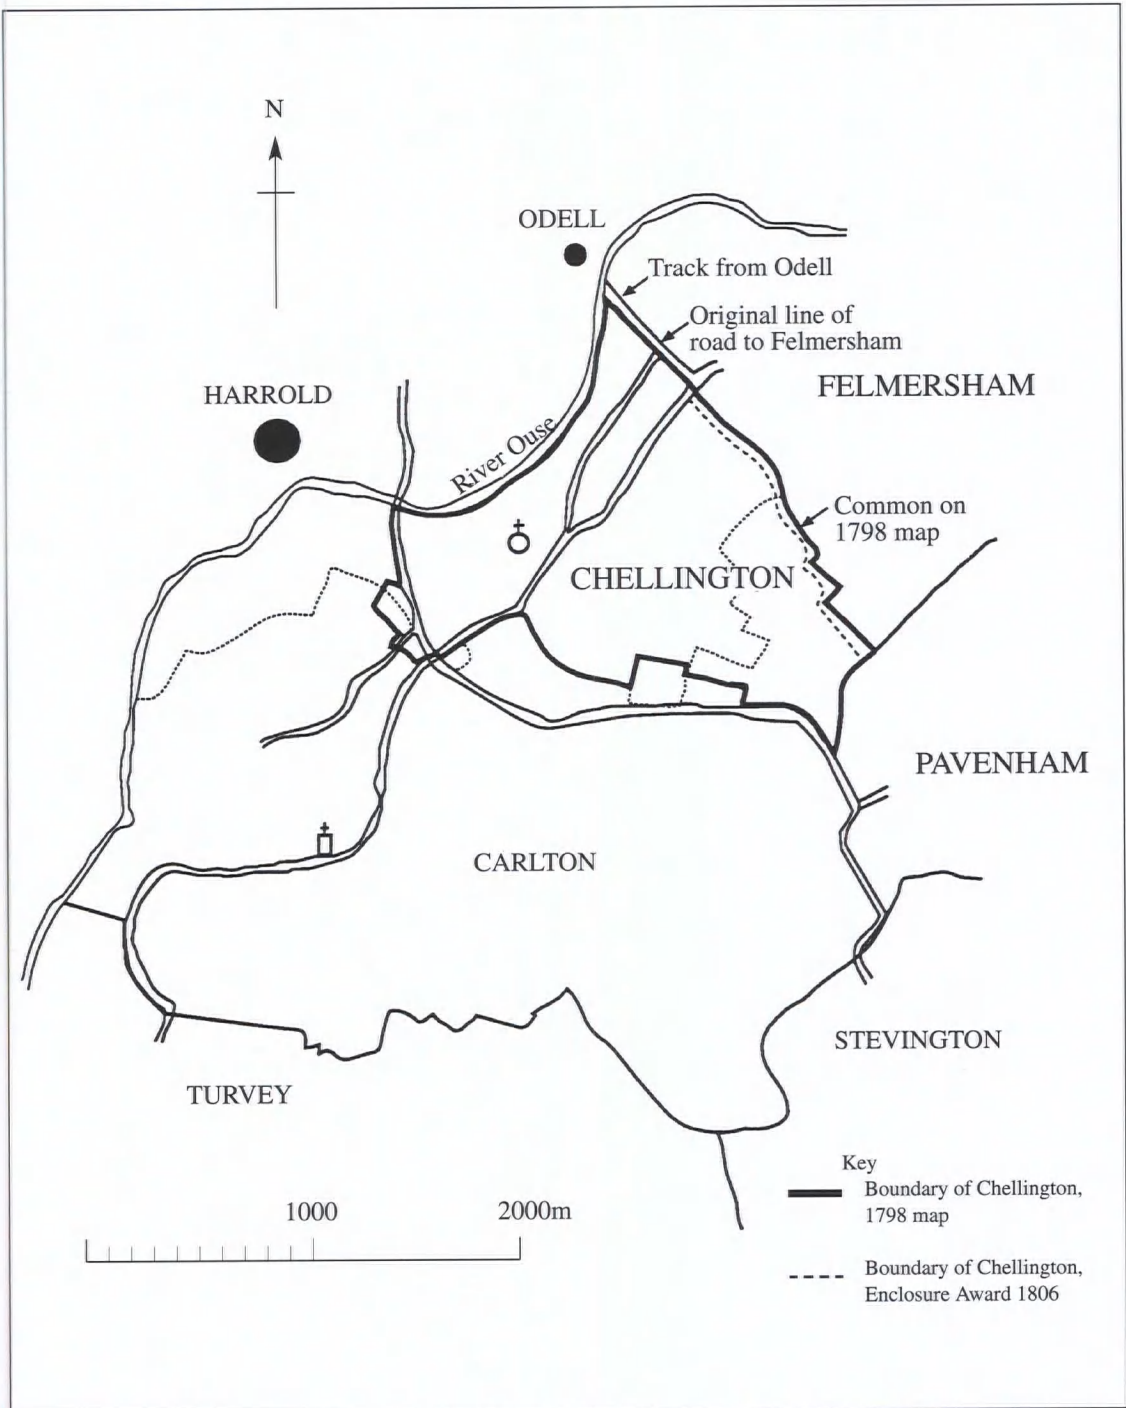 N
ODELL
Track from Odell
Original line of
road to Felmersham
HARROLD
FELMERSHAM
River Ouse
Common on
1798 map
CHELLINGTON
PAVENHAM
CARLTON
STEVINGTON
TURVEY
Key
Boundary of Chellington,
1798 map
1000
2000m
Boundary of Chellington,
Enclosure Award 1806